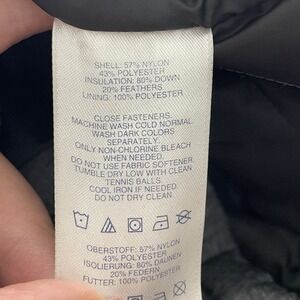 SHELL: 57% NYLON
43% POLYESTER
INSULATION: 80% DOWN
20% FEATHERS
LINING: 100% POLYESTER
CLOSE FASTENERS.
MACHINE WASH COLD NORMAL.
WASH DARK COLORS
SEPARATELY.
ONLY NON-CHLORINE BLEACH
WHEN NEEDED.
DO NOT USE FABRIC SOFTENER.
TUMBLE DRY LOW WITH CLEAN
TENNIS BALLS.
COOL IRON IF NEEDED.
DO NOT DRY CLEAN
OBERSTOFF: 57% NYLON
43% POLYESTER
ISOLIERUNG: 80% DAUNEN
20% FEDERN
FUTTER: 100% POLYESTER